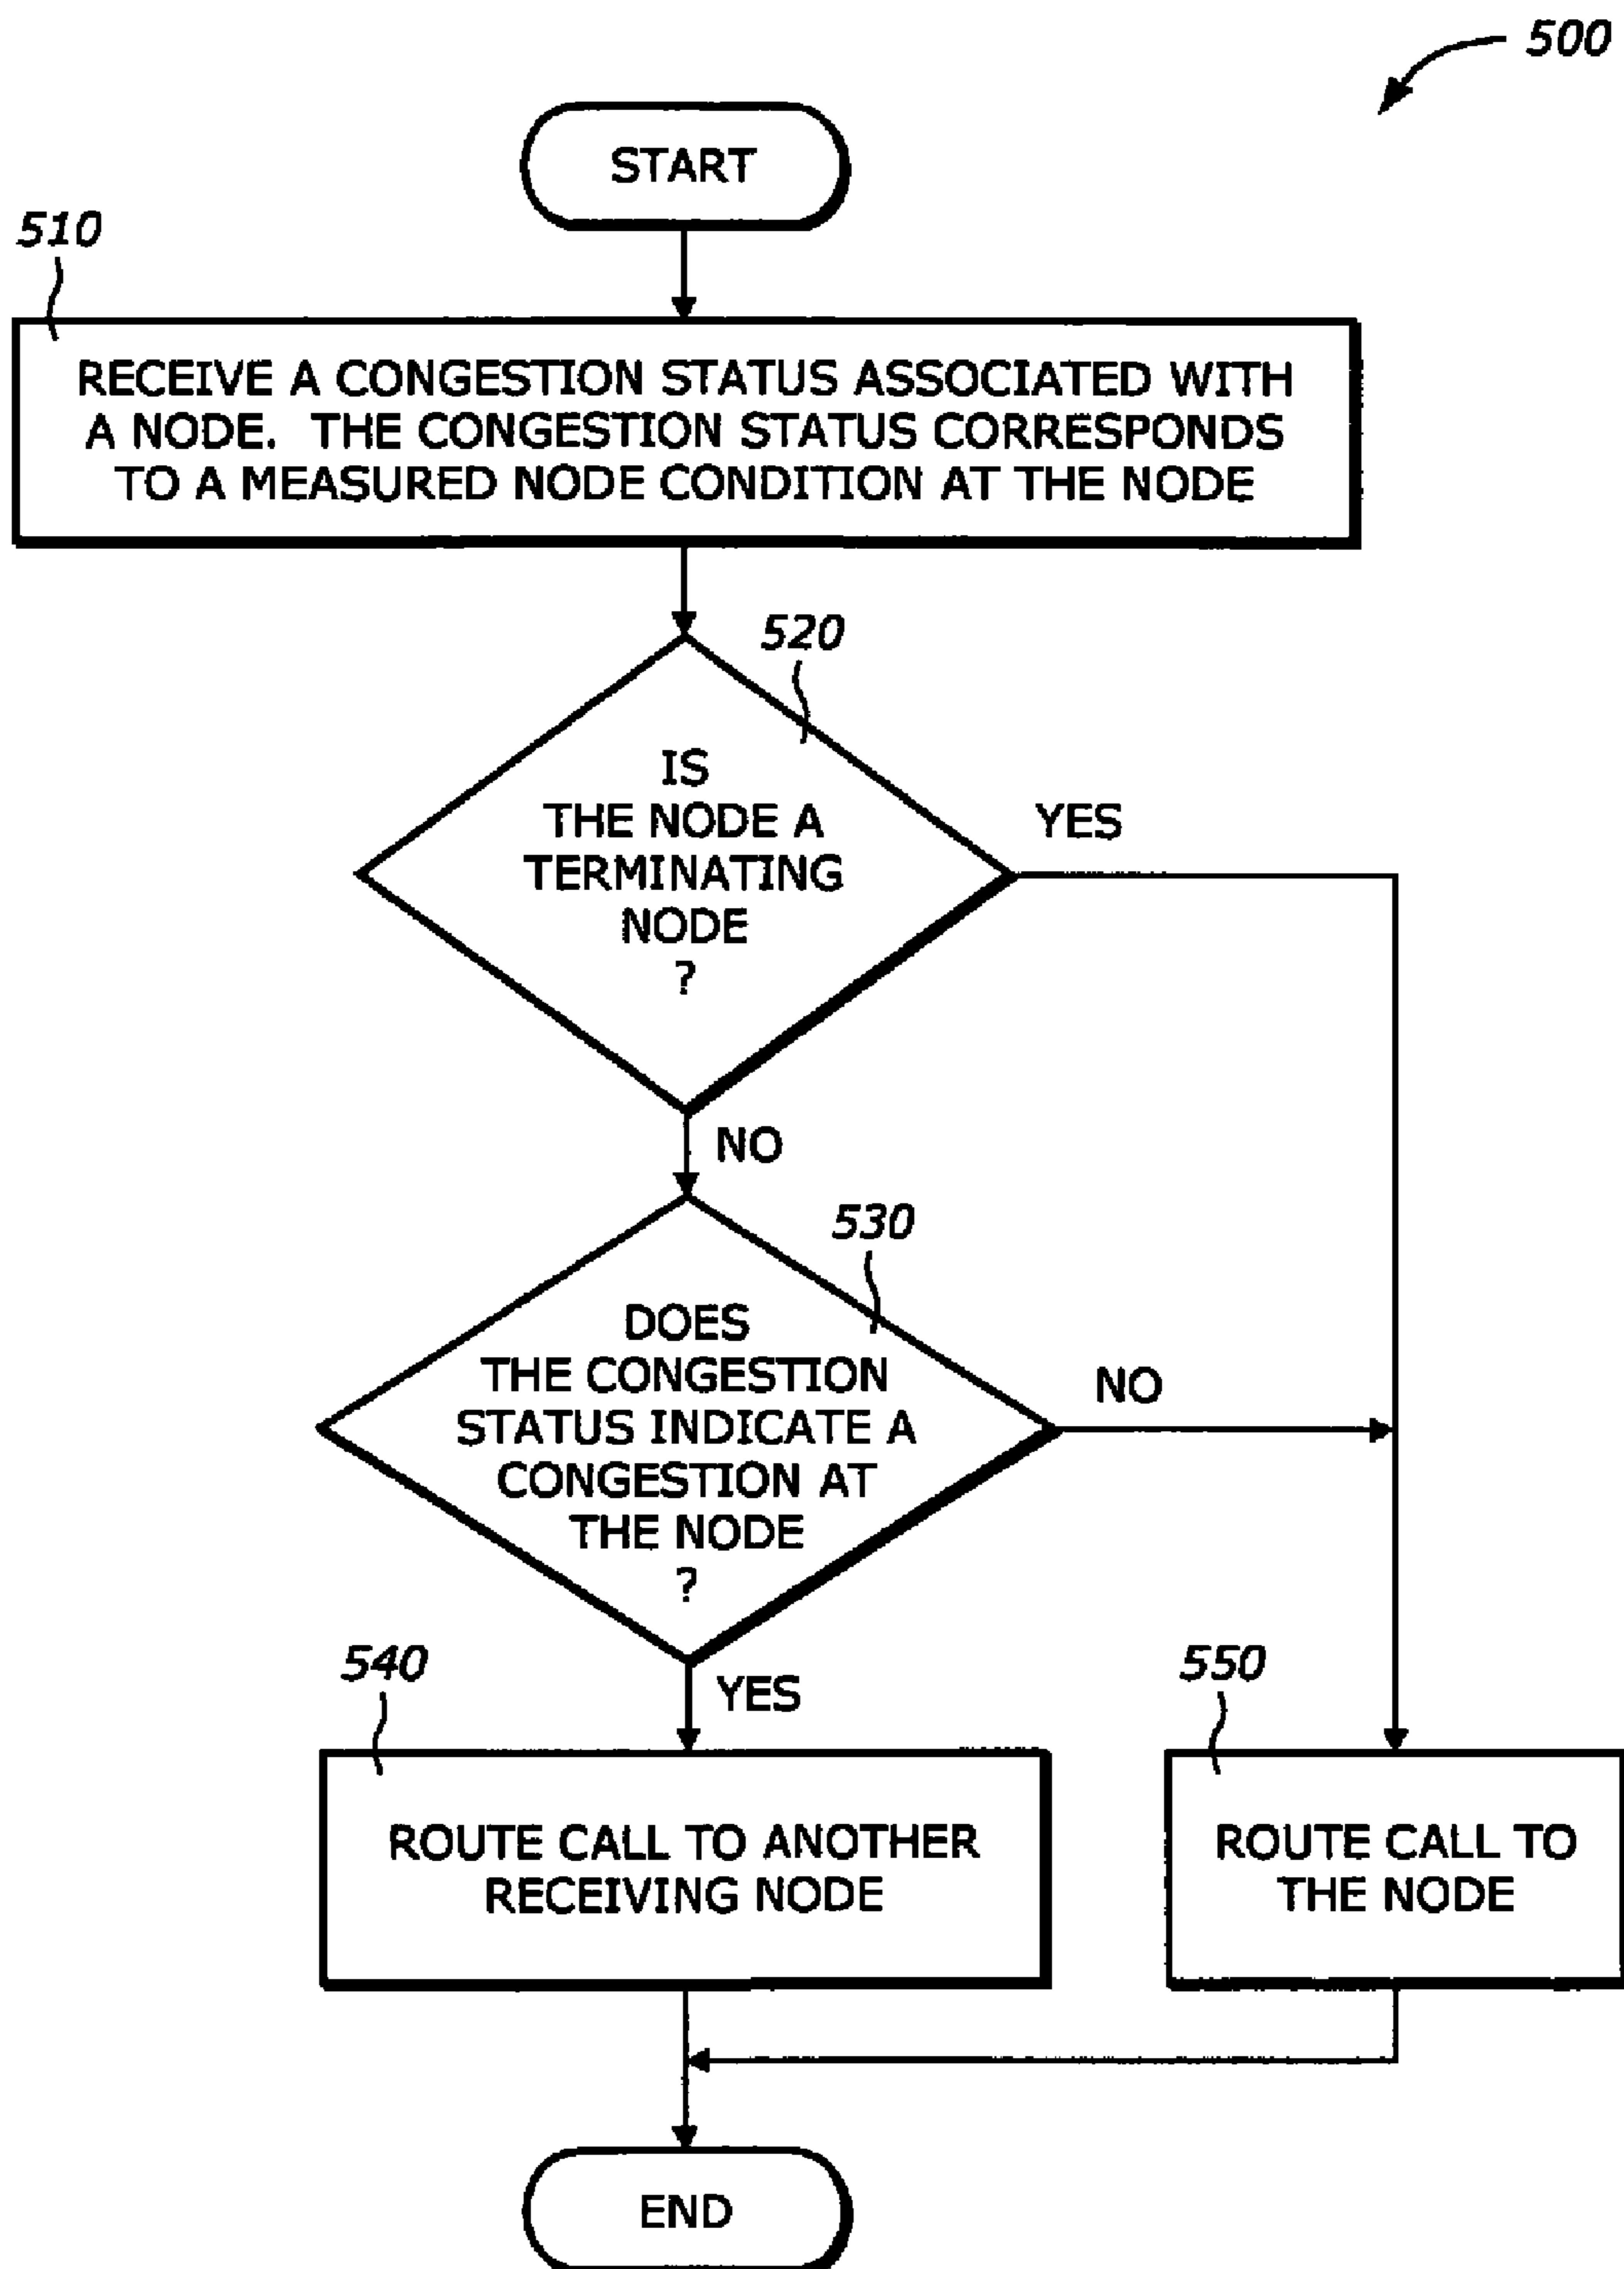 500
START
510
RECEIVE A CONGESTION STATUS ASSOCIATED WITH
A NODE. THE CONGESTION STATUS CORRESPONDS
TO A MEASURED NODE CONDITION AT THE NODE
520
IS
THE NODE A
TERMINATING
NODE
?
YES
NO
530
DOES
THE CONGESTION
STATUS INDICATE A
CONGESTION AT
THE NODE
?
NO
YES
540
ROUTE CALL TO ANOTHER
RECEIVING NODE
550
ROUTE CALL TO
THE NODE
END